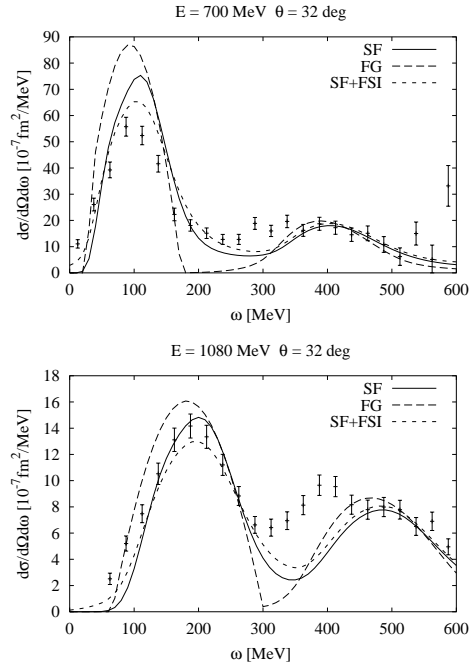 E = 700 MeV θ = 32 deg
dσ/dΩdω [10⁻⁷fm²/MeV]
90
80
70
60
50
40
30
20
10
0
SF
FG
SF+FSI
0 100 200 300 400 500 600
ω [MeV]
E = 1080 MeV θ = 32 deg
dσ/dΩdω [10⁻⁷fm²/MeV]
18
16
14
12
10
8
6
4
2
0
SF
FG
SF+FSI
0 100 200 300 400 500 600
ω [MeV]